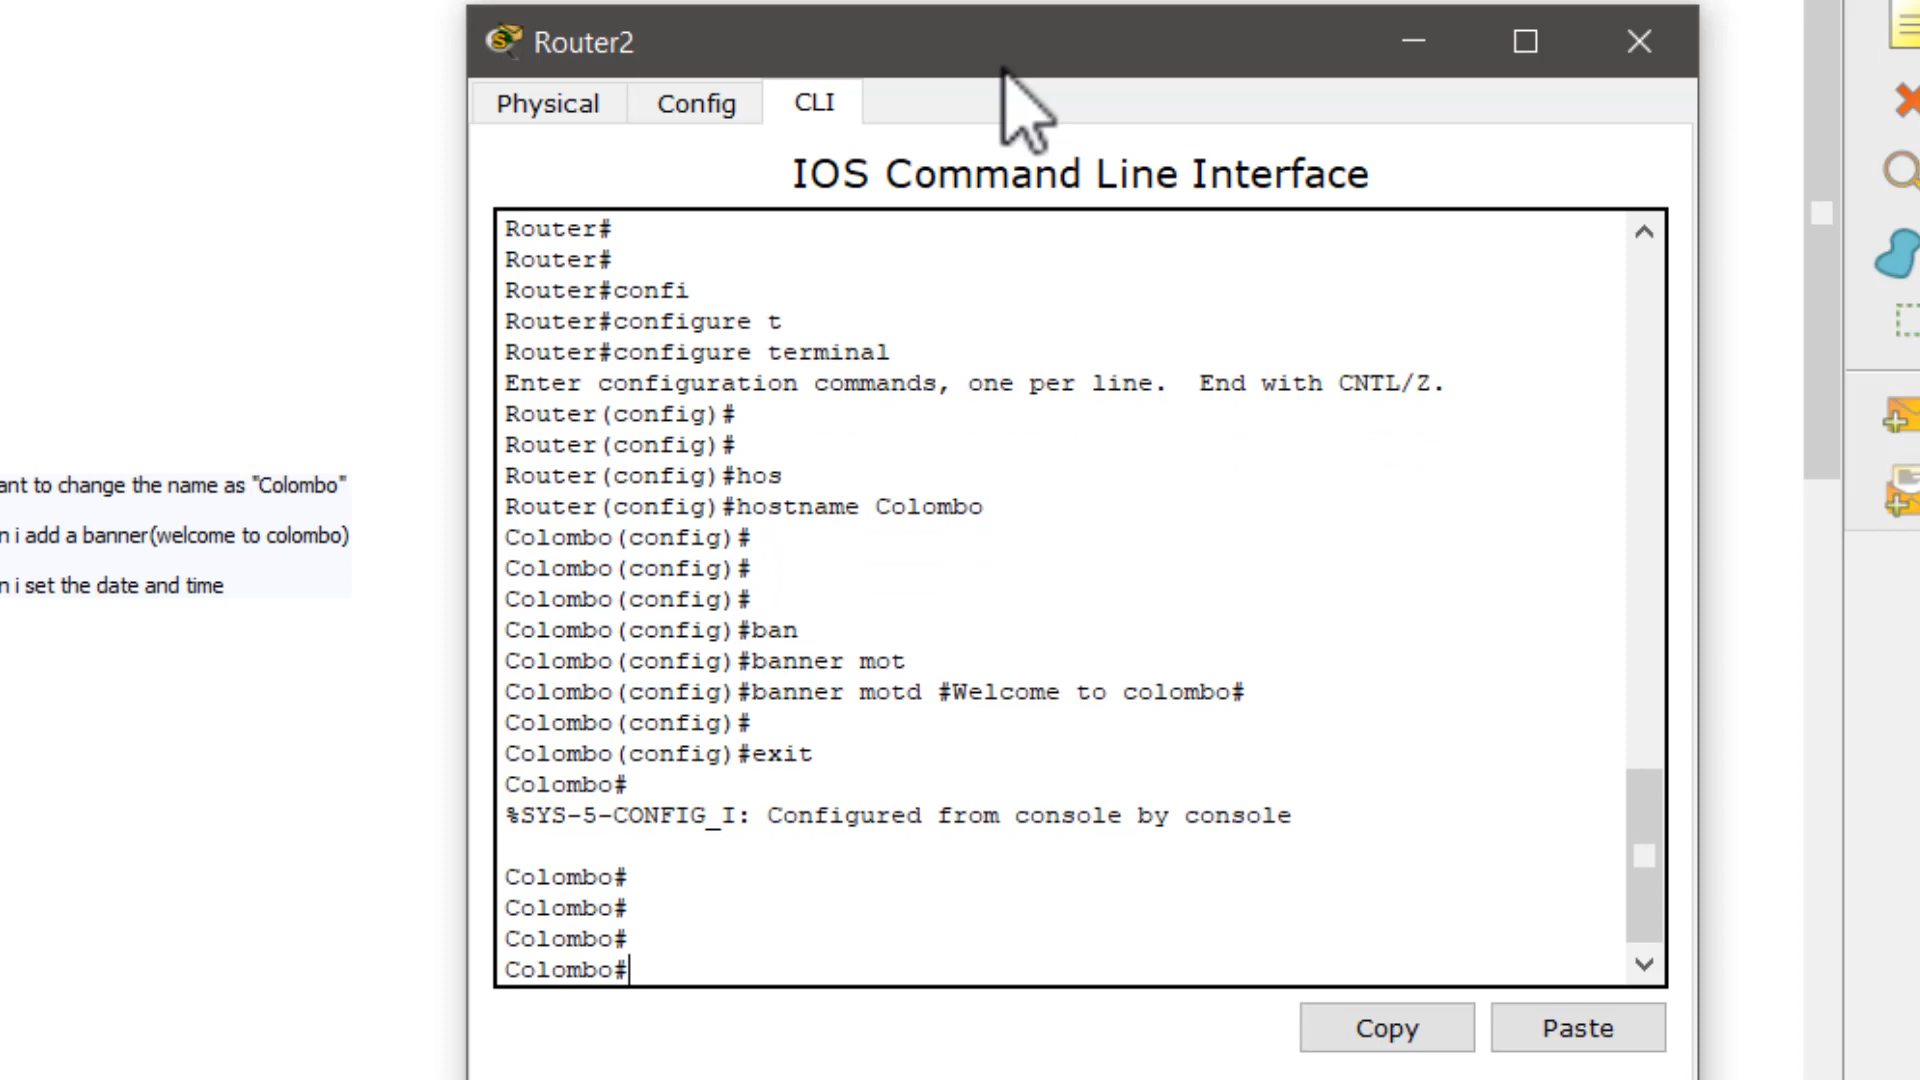 Router2
Physical Config CLI
IOS Command Line Interface
Router#
Router#
Router#confi
Router#configure t
Router#configure terminal
Enter configuration commands, one per line.  End with CNTL/Z.
Router(config)#
Router(config)#
Router(config)#hos
Router(config)#hostname Colombo
Colombo(config)#
Colombo(config)#
Colombo(config)#
Colombo(config)#ban
Colombo(config)#banner mot
Colombo(config)#banner motd #Welcome to colombo#
Colombo(config)#
Colombo(config)#exit
Colombo#
%SYS-5-CONFIG_I: Configured from console by console
Colombo#
Colombo#
Colombo#
Colombo#
Copy Paste
to change the name as "Colombo"
i add a banner(welcome to colombo)
i set the date and time